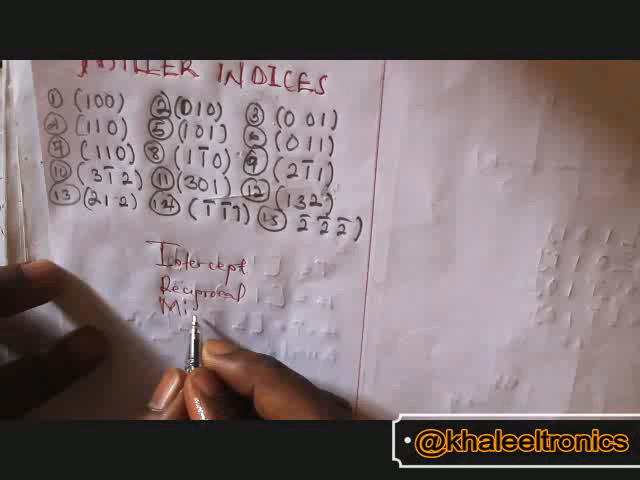 MILLER INDICES
① (100) ② (010) ③ (001)
④ (110) ⑤ (101) ⑥ (011)
⑦ (110) ⑧ (11̅0) ⑨ (21̅1)
⑩ (31̅2) ⑪ (301) ⑫ (132)
⑬ (212) ⑭ (1̅1̅1̅) ⑮ 2̅ 2̅ 2̅)
Intercept
Reciprocal
Mil
@khaleeltronics